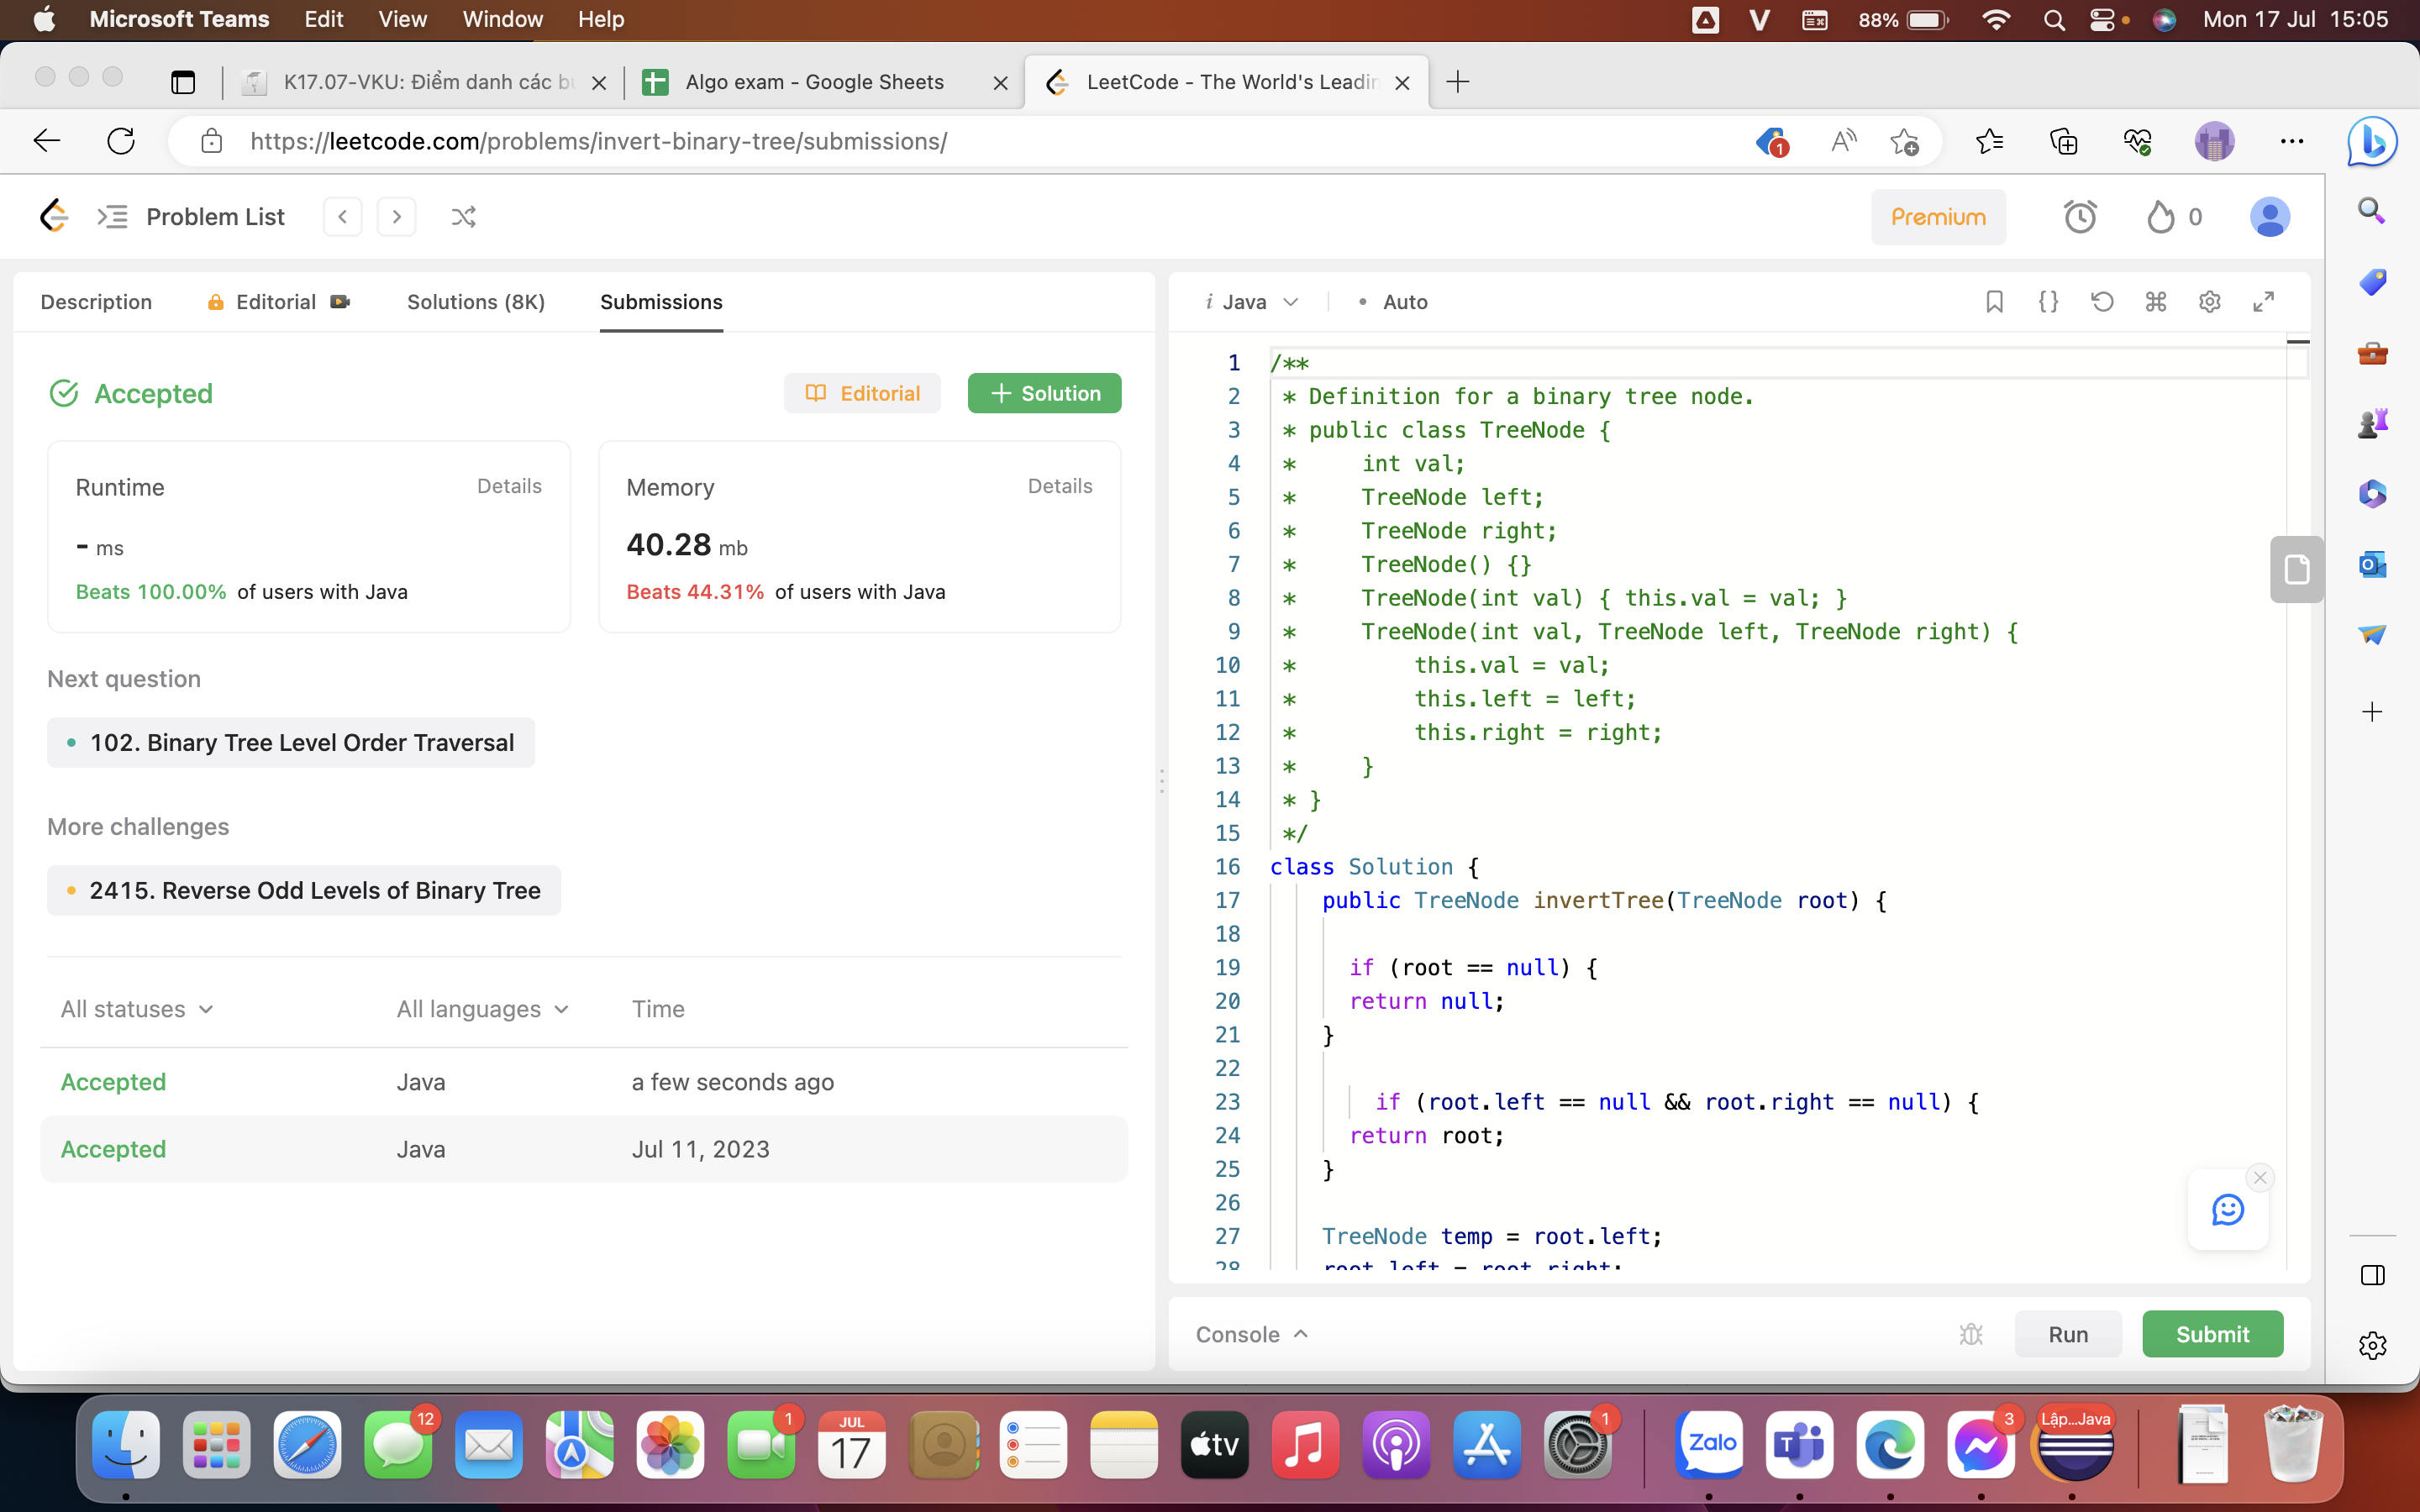 Microsoft Teams Edit View Window Help 88% Mon 17 Jul 15:05
K17.07-VKU: Điểm danh các bu
Algo exam - Google Sheets
LeetCode - The World's Leadin
https://leetcode.com/problems/invert-binary-tree/submissions/
1
Problem List
Premium
0
Description
Editorial
Solutions (8K)
Submissions
Accepted
Editorial
+ Solution
Runtime
Details
- ms
Beats 100.00% of users with Java
Memory
Details
40.28 mb
Beats 44.31% of users with Java
Next question
102. Binary Tree Level Order Traversal
More challenges
2415. Reverse Odd Levels of Binary Tree
All statuses All languages Time
Accepted Java a few seconds ago
Accepted Java Jul 11, 2023
i Java • Auto
1 /**
2 * Definition for a binary tree node.
3 * public class TreeNode {
4 *     int val;
5 *     TreeNode left;
6 *     TreeNode right;
7 *     TreeNode() {}
8 *     TreeNode(int val) { this.val = val; }
9 *     TreeNode(int val, TreeNode left, TreeNode right) {
10 *         this.val = val;
11 *         this.left = left;
12 *         this.right = right;
13 *     }
14 * }
15 */
16 class Solution {
17     public TreeNode invertTree(TreeNode root) {
18
19       if (root == null) {
20       return null;
21     }
22
23         if (root.left == null && root.right == null) {
24       return root;
25     }
26
27     TreeNode temp = root.left;
28     root.left = root.right;
Console
Run
Submit
12
1
JUL
17
tv
1
Zalo
T
3
Lập...Java